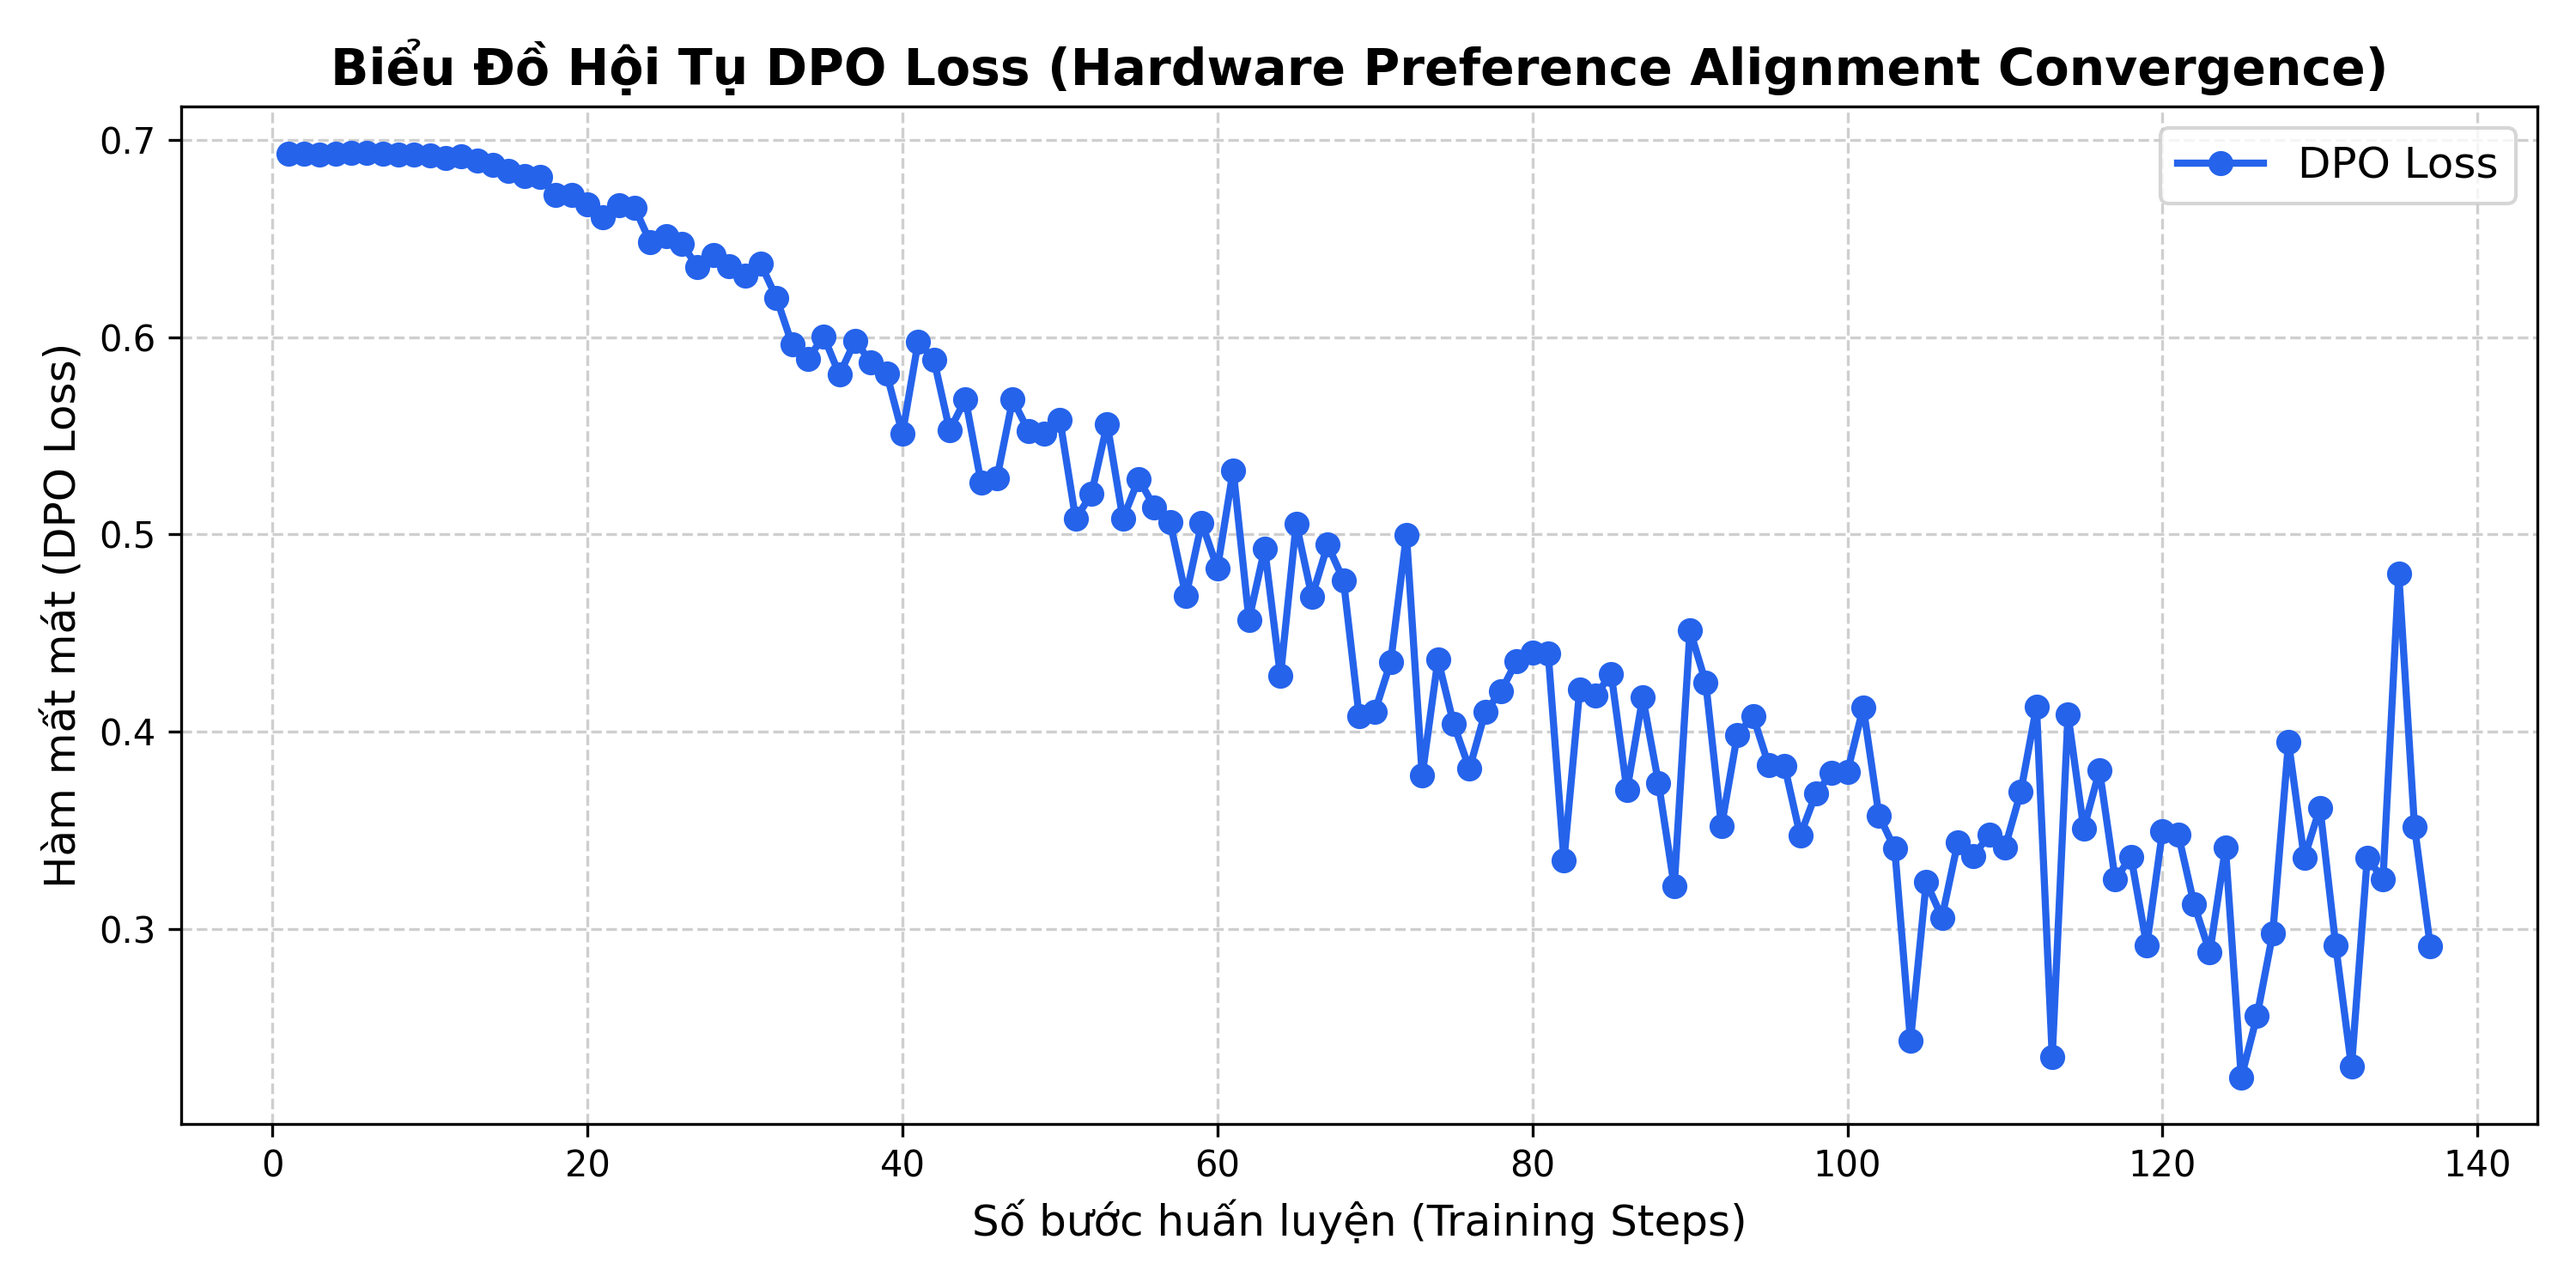 Biểu Đồ Hội Tụ DPO Loss (Hardware Preference Alignment Convergence)
DPO Loss
Hàm mất mát (DPO Loss)
0.7
0.6
0.5
0.4
0.3
0 20 40 60 80 100 120 140
Số bước huấn luyện (Training Steps)